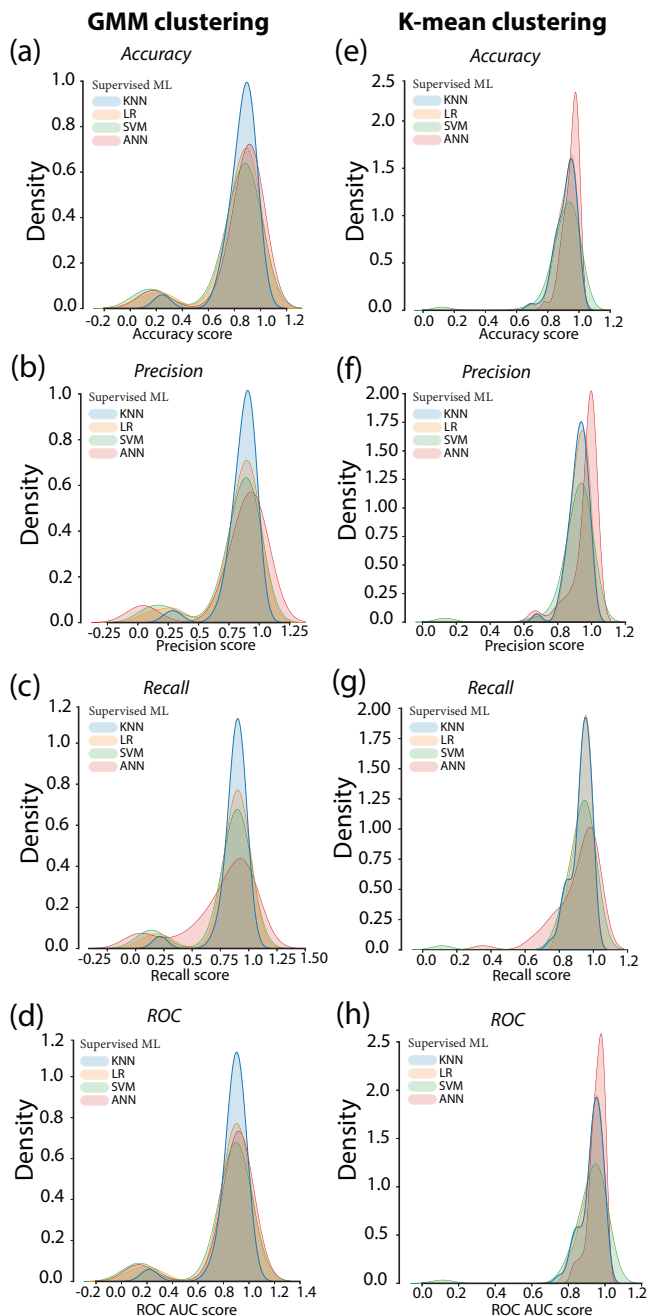 GMM clustering
(a)
Accuracy
Supervised ML
KNN
LR
SVM
ANN
Density
1.0
0.8
0.6
0.4
0.2
0.0
-0.2 0.0 0.2 0.4 0.6 0.8 1.0 1.2
Accuracy score
(b)
Precision
Supervised ML
KNN
LR
SVM
ANN
Density
1.0
0.8
0.6
0.4
0.2
0.0
-0.25 0.0 0.25 0.5 0.75 1.0 1.25
Precision score
(c)
Recall
Supervised ML
KNN
LR
SVM
ANN
Density
1.2
1.0
0.8
0.6
0.4
0.2
0.0
-0.25 0.0 0.25 0.5 0.75 1.0 1.25 1.50
Recall score
(d)
ROC
Supervised ML
KNN
LR
SVM
ANN
Density
1.2
1.0
0.8
0.6
0.4
0.2
0.0
-0.2 0.0 0.2 0.4 0.6 0.8 1.0 1.2 1.4
ROC AUC score
K-mean clustering
(e)
Accuracy
Supervised ML
KNN
LR
SVM
ANN
Density
2.5
2.0
1.5
1.0
0.5
0.0
0.0 0.2 0.4 0.6 0.8 1.0 1.2
Accuracy score
(f)
Precision
Supervised ML
KNN
LR
SVM
ANN
Density
2.00
1.75
1.50
1.25
1.00
0.75
0.50
0.25
0.00
0.0 0.2 0.4 0.6 0.8 1.0 1.2
Precision score
(g)
Recall
Supervised ML
KNN
LR
SVM
ANN
Density
2.00
1.75
1.50
1.25
1.00
0.75
0.50
0.25
0.00
0.0 0.2 0.4 0.6 0.8 1.0 1.2
Recall score
(h)
ROC
Supervised ML
KNN
LR
SVM
ANN
Density
2.5
2.0
1.5
1.0
0.5
0.0
0.0 0.2 0.4 0.6 0.8 1.0 1.2
ROC AUC score